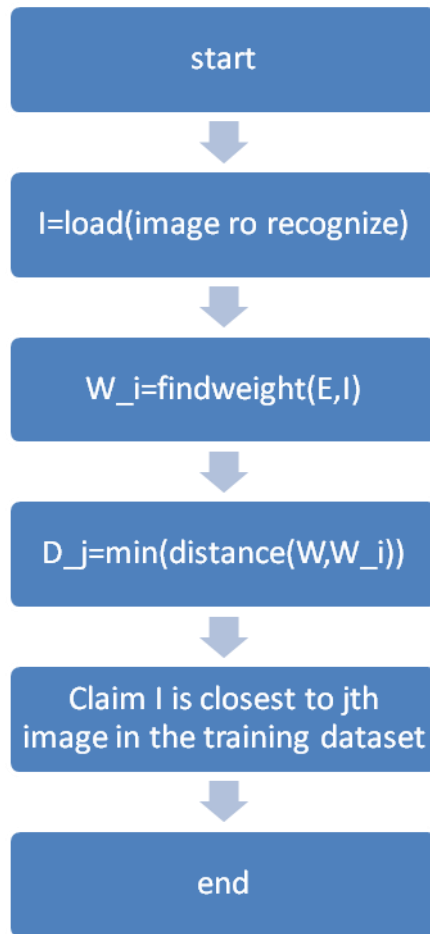 start
I=load(image ro recognize)
W_i=findweight(E,I)
D_j=min(distance(W,W_i))
Claim I is closest to jth
image in the training dataset
end